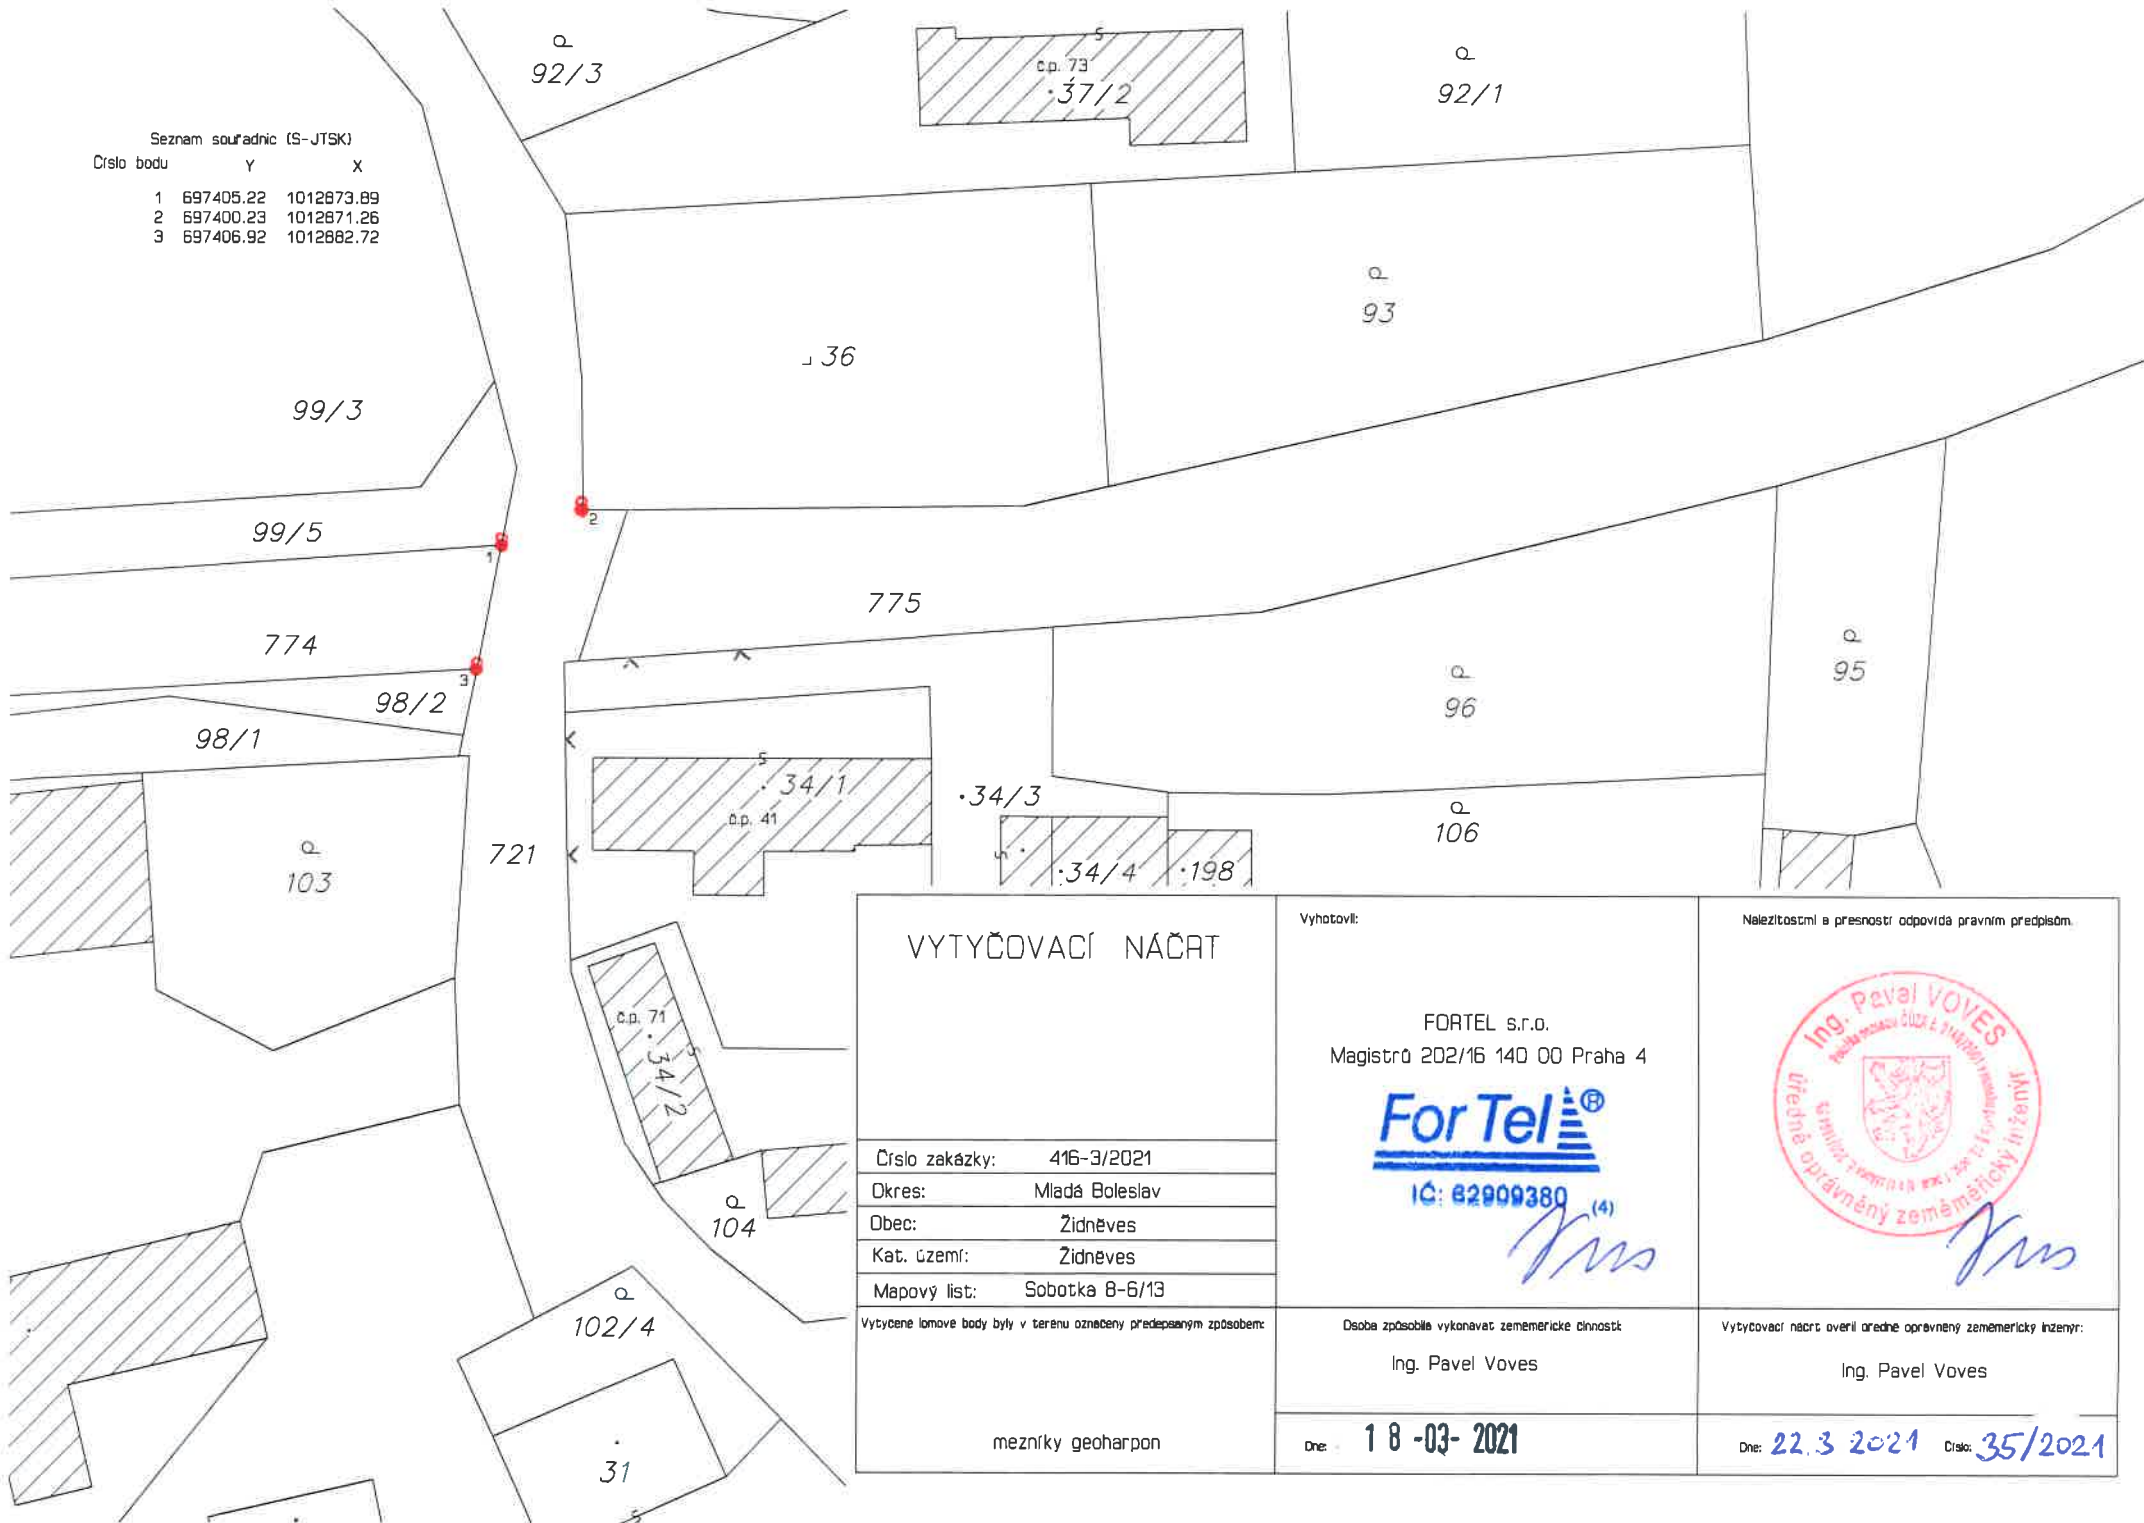 92/3
č.p. 73
37/2
92/1
Seznam souřadnic (S-JTSK)
Číslo bodu Y X
1 697405.22 1012873.89
2 697400.23 1012871.26
3 697406.92 1012882.72
93
36
99/3
99/5
2
1
775
774
3
98/2
98/1
96
95
34/1
č.p. 41
34/3
106
721
103
34/4
198
č.p. 71
34/2
104
102/4
31
VYTYČOVACÍ NÁČRT
Číslo zakázky: 416-3/2021
Okres: Mladá Boleslav
Obec: Židněves
Kat. území: Židněves
Mapový list: Sobotka 8-6/13
Vytyčené lomové body byly v terénu označeny předepsaným způsobem:
mezníky geoharpon
Vyhotovil:
FORTEL s.r.o.
Magistrů 202/16 140 00 Praha 4
For Tel ®
IČ: 62909380 (4)
Osoba způsobilá vykonávat zeměměřické činnosti:
Ing. Pavel Voves
Dne: 18 -03- 2021
Náležitostmi a přesností odpovídá právním předpisům.
Ing. Pavel VOVES
úředně oprávněný zeměměřický inženýr
Vytyčovací náčrt ověřil úředně oprávněný zeměměřický inženýr:
Ing. Pavel Voves
Dne: 22.3 2021 Číslo: 35/2021